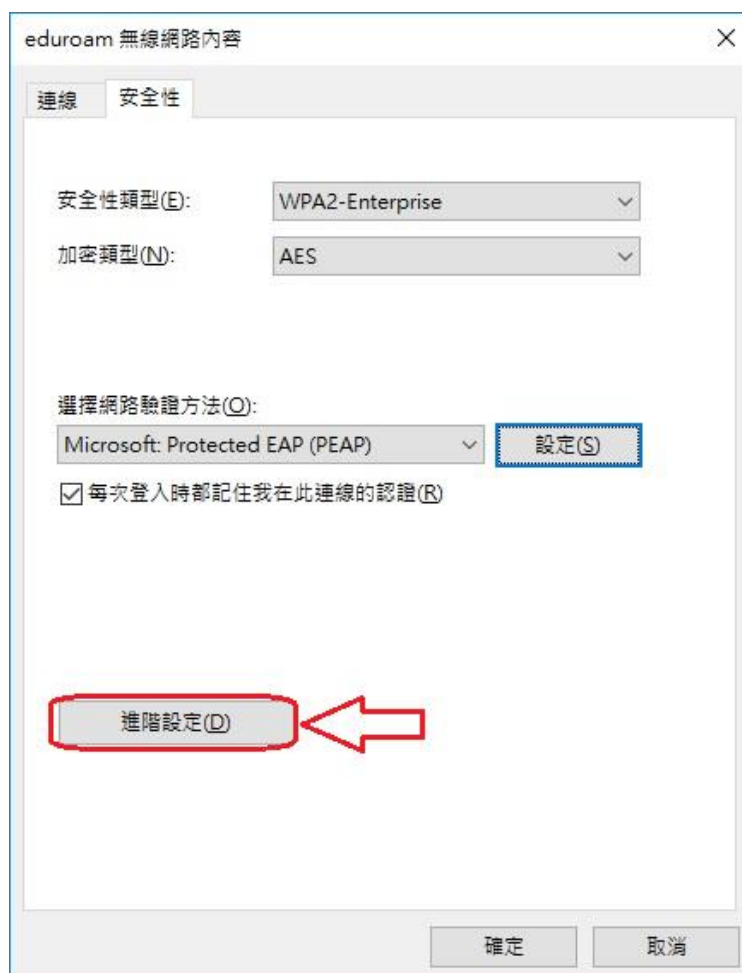 eduroam 無線網路內容
連線 安全性
安全性類型(E): WPA2-Enterprise
加密類型(N): AES
選擇網路驗證方法(O):
Microsoft: Protected EAP (PEAP) 設定(S)
每次登入時都記住我在此連線的認證(R)
進階設定(D)
確定 取消